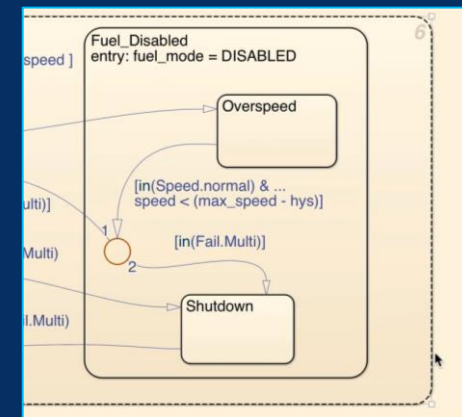 6
Fuel_Disabled
entry: fuel_mode = DISABLED
speed ]
Overspeed
[in(Speed.normal) & ...
speed < (max_speed - hys)]
ulti)]
1
[in(Fail.Multi)]
Multi)
2
Shutdown
il.Multi)